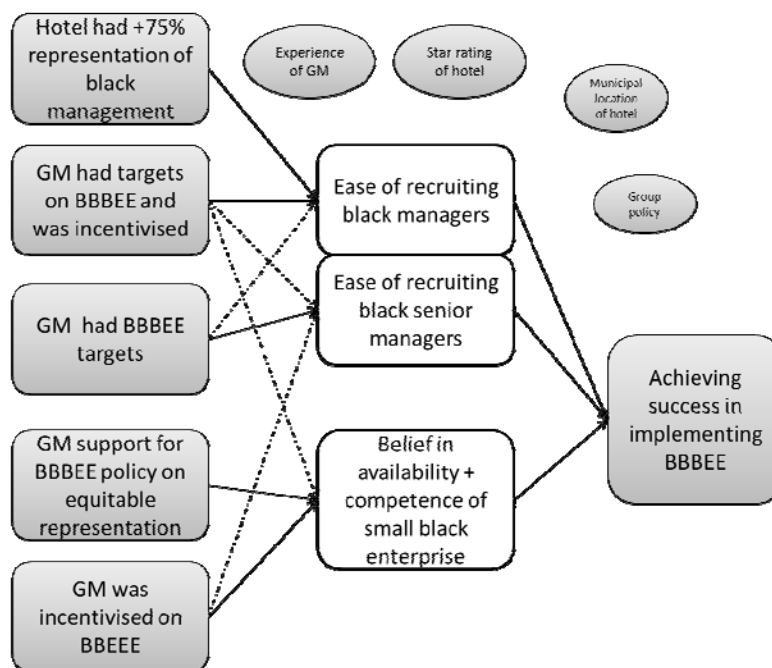 Hotel had +75%
representation of
black
management
Experience
of GM
Star rating
of hotel
Municipal
location
of hotel
GM had targets
on BBBEE and
was incentivised
Ease of recruiting
black managers
Group
policy
GM had BBBEE
targets
Ease of recruiting
black senior
managers
Achieving
success in
implementing
BBBEE
GM support for
BBBEE policy on
equitable
representation
Belief in
availability +
competence of
small black
enterprise
GM was
incentivised on
BBEEE